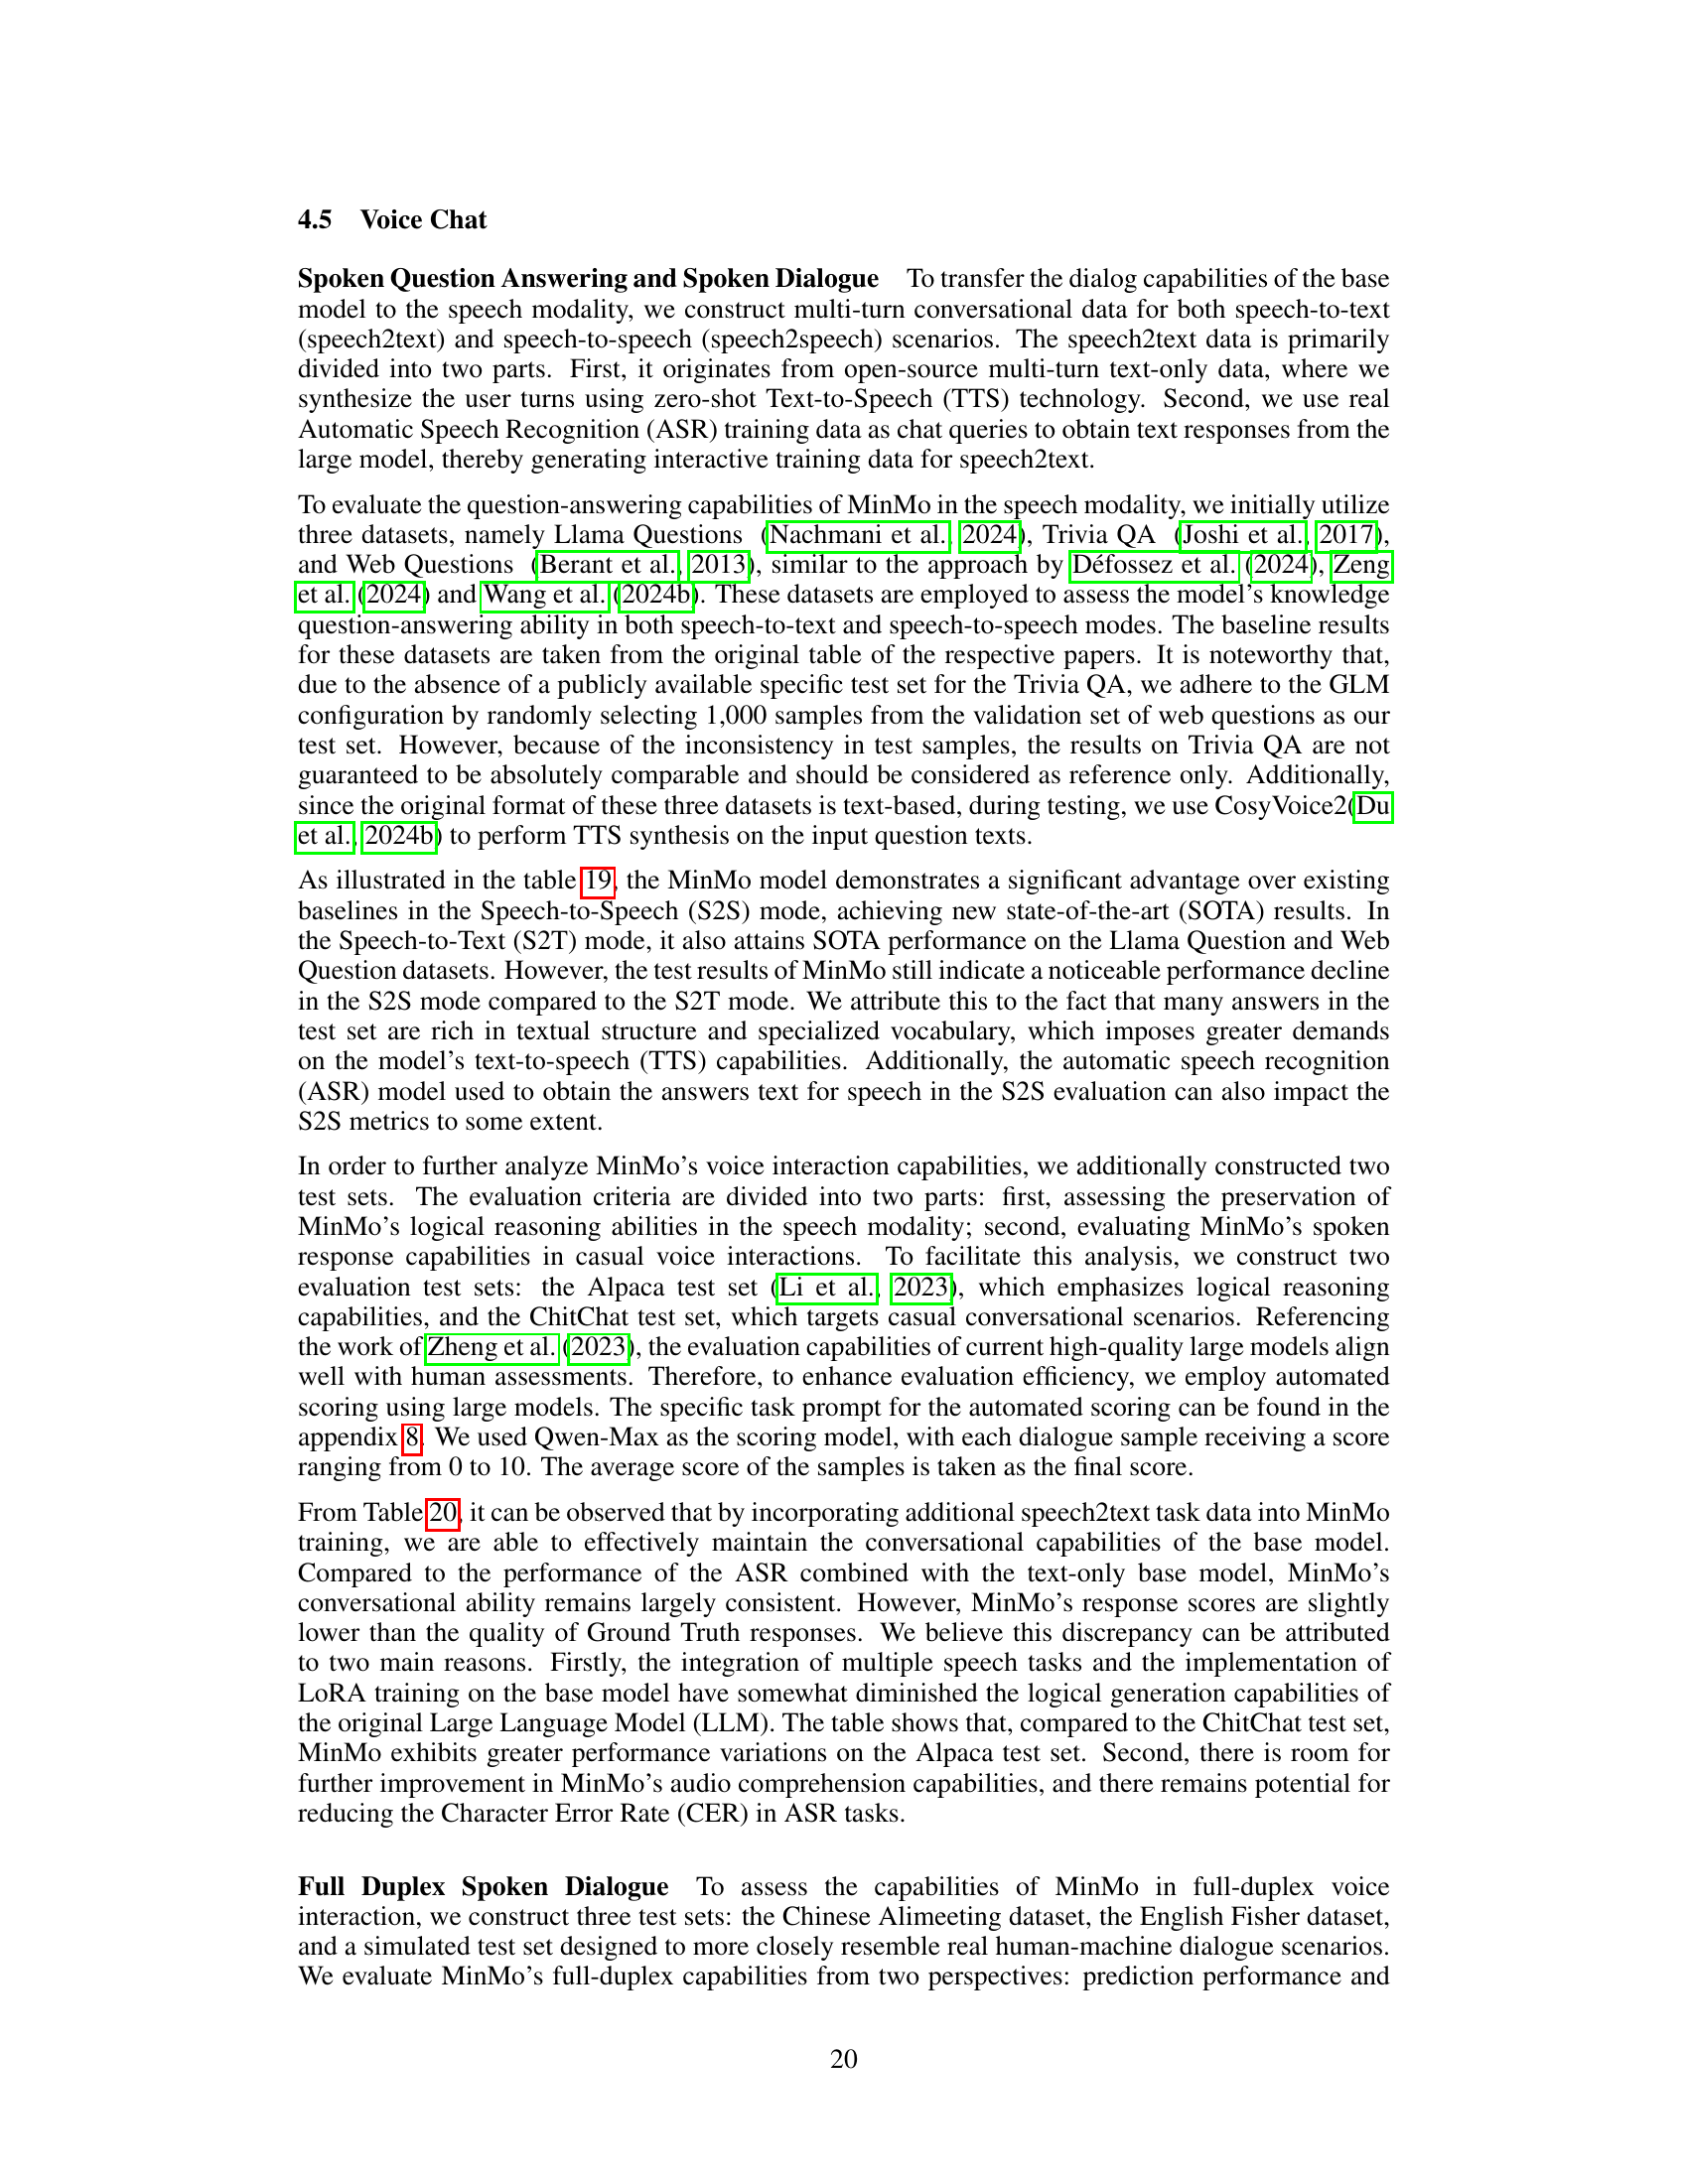 4.5 Voice Chat
Spoken Question Answering and Spoken Dialogue To transfer the dialog capabilities of the base
model to the speech modality, we construct multi-turn conversational data for both speech-to-text
(speech2text) and speech-to-speech (speech2speech) scenarios. The speech2text data is primarily
divided into two parts. First, it originates from open-source multi-turn text-only data, where we
synthesize the user turns using zero-shot Text-to-Speech (TTS) technology. Second, we use real
Automatic Speech Recognition (ASR) training data as chat queries to obtain text responses from the
large model, thereby generating interactive training data for speech2text.
To evaluate the question-answering capabilities of MinMo in the speech modality, we initially utilize
three datasets, namely Llama Questions (Nachmani et al., 2024), Trivia QA (Joshi et al., 2017),
and Web Questions (Berant et al., 2013), similar to the approach by Défossez et al. (2024), Zeng
et al. (2024) and Wang et al. (2024b). These datasets are employed to assess the model's knowledge
question-answering ability in both speech-to-text and speech-to-speech modes. The baseline results
for these datasets are taken from the original table of the respective papers. It is noteworthy that,
due to the absence of a publicly available specific test set for the Trivia QA, we adhere to the GLM
configuration by randomly selecting 1,000 samples from the validation set of web questions as our
test set. However, because of the inconsistency in test samples, the results on Trivia QA are not
guaranteed to be absolutely comparable and should be considered as reference only. Additionally,
since the original format of these three datasets is text-based, during testing, we use CosyVoice2(Du
et al., 2024b) to perform TTS synthesis on the input question texts.
As illustrated in the table 19, the MinMo model demonstrates a significant advantage over existing
baselines in the Speech-to-Speech (S2S) mode, achieving new state-of-the-art (SOTA) results. In
the Speech-to-Text (S2T) mode, it also attains SOTA performance on the Llama Question and Web
Question datasets. However, the test results of MinMo still indicate a noticeable performance decline
in the S2S mode compared to the S2T mode. We attribute this to the fact that many answers in the
test set are rich in textual structure and specialized vocabulary, which imposes greater demands
on the model's text-to-speech (TTS) capabilities. Additionally, the automatic speech recognition
(ASR) model used to obtain the answers text for speech in the S2S evaluation can also impact the
S2S metrics to some extent.
In order to further analyze MinMo's voice interaction capabilities, we additionally constructed two
test sets. The evaluation criteria are divided into two parts: first, assessing the preservation of
MinMo's logical reasoning abilities in the speech modality; second, evaluating MinMo's spoken
response capabilities in casual voice interactions. To facilitate this analysis, we construct two
evaluation test sets: the Alpaca test set (Li et al., 2023), which emphasizes logical reasoning
capabilities, and the ChitChat test set, which targets casual conversational scenarios. Referencing
the work of Zheng et al. (2023), the evaluation capabilities of current high-quality large models align
well with human assessments. Therefore, to enhance evaluation efficiency, we employ automated
scoring using large models. The specific task prompt for the automated scoring can be found in the
appendix 8. We used Qwen-Max as the scoring model, with each dialogue sample receiving a score
ranging from 0 to 10. The average score of the samples is taken as the final score.
From Table 20, it can be observed that by incorporating additional speech2text task data into MinMo
training, we are able to effectively maintain the conversational capabilities of the base model.
Compared to the performance of the ASR combined with the text-only base model, MinMo's
conversational ability remains largely consistent. However, MinMo's response scores are slightly
lower than the quality of Ground Truth responses. We believe this discrepancy can be attributed
to two main reasons. Firstly, the integration of multiple speech tasks and the implementation of
LoRA training on the base model have somewhat diminished the logical generation capabilities of
the original Large Language Model (LLM). The table shows that, compared to the ChitChat test set,
MinMo exhibits greater performance variations on the Alpaca test set. Second, there is room for
further improvement in MinMo's audio comprehension capabilities, and there remains potential for
reducing the Character Error Rate (CER) in ASR tasks.
Full Duplex Spoken Dialogue To assess the capabilities of MinMo in full-duplex voice
interaction, we construct three test sets: the Chinese Alimeeting dataset, the English Fisher dataset,
and a simulated test set designed to more closely resemble real human-machine dialogue scenarios.
We evaluate MinMo's full-duplex capabilities from two perspectives: prediction performance and
20